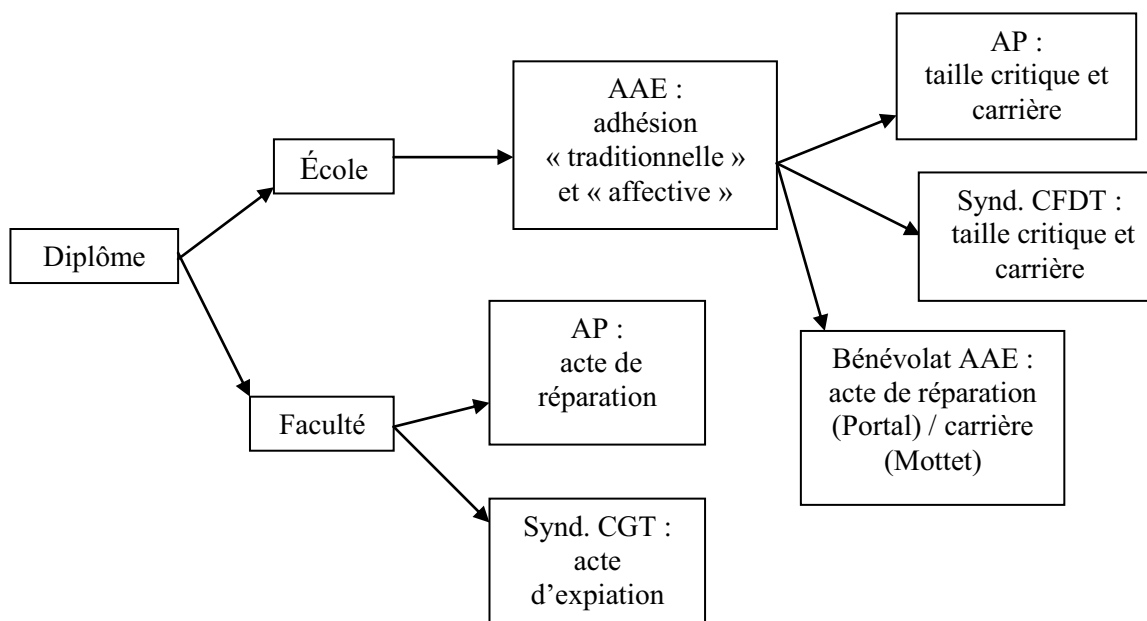 Diplôme
École
Faculté
AAE :
adhésion
« traditionnelle »
et « affective »
AP :
acte de
réparation
Synd. CGT :
acte
d’expiation
AP :
taille critique et
carrière
Synd. CFDT :
taille critique et
carrière
Bénévolat AAE :
acte de réparation
(Portal) / carrière
(Mottet)